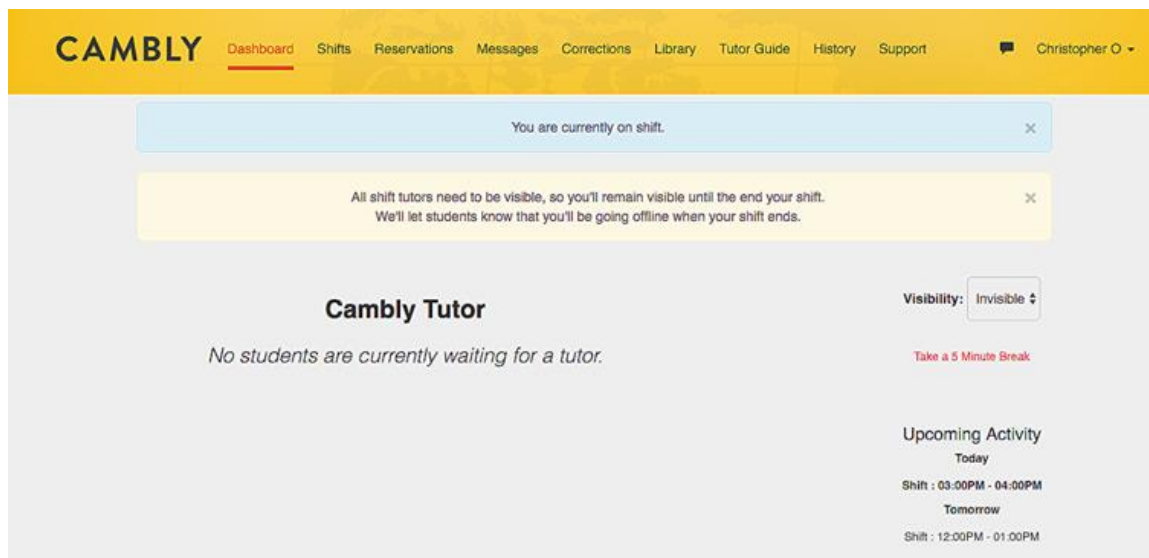 CAMBLY Dashboard Shifts Reservations Messages Corrections Library Tutor Guide History Support Christopher O
You are currently on shift. ×
All shift tutors need to be visible, so you'll remain visible until the end your shift. ×
We'll let students know that you'll be going offline when your shift ends.
Cambly Tutor
No students are currently waiting for a tutor.
Visibility: Invisible
Take a 5 Minute Break
Upcoming Activity
Today
Shift : 03:00PM - 04:00PM
Tomorrow
Shift : 12:00PM - 01:00PM